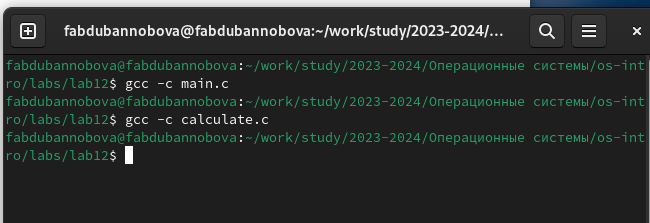 fabdubannobova@fabdubannobova:~/work/study/2023-2024/…
fabdubannobova@fabdubannobova:~/work/study/2023-2024/Операционные системы/os-int
ro/labs/lab12$ gcc -c main.c
fabdubannobova@fabdubannobova:~/work/study/2023-2024/Операционные системы/os-int
ro/labs/lab12$ gcc -c calculate.c
fabdubannobova@fabdubannobova:~/work/study/2023-2024/Операционные системы/os-int
ro/labs/lab12$